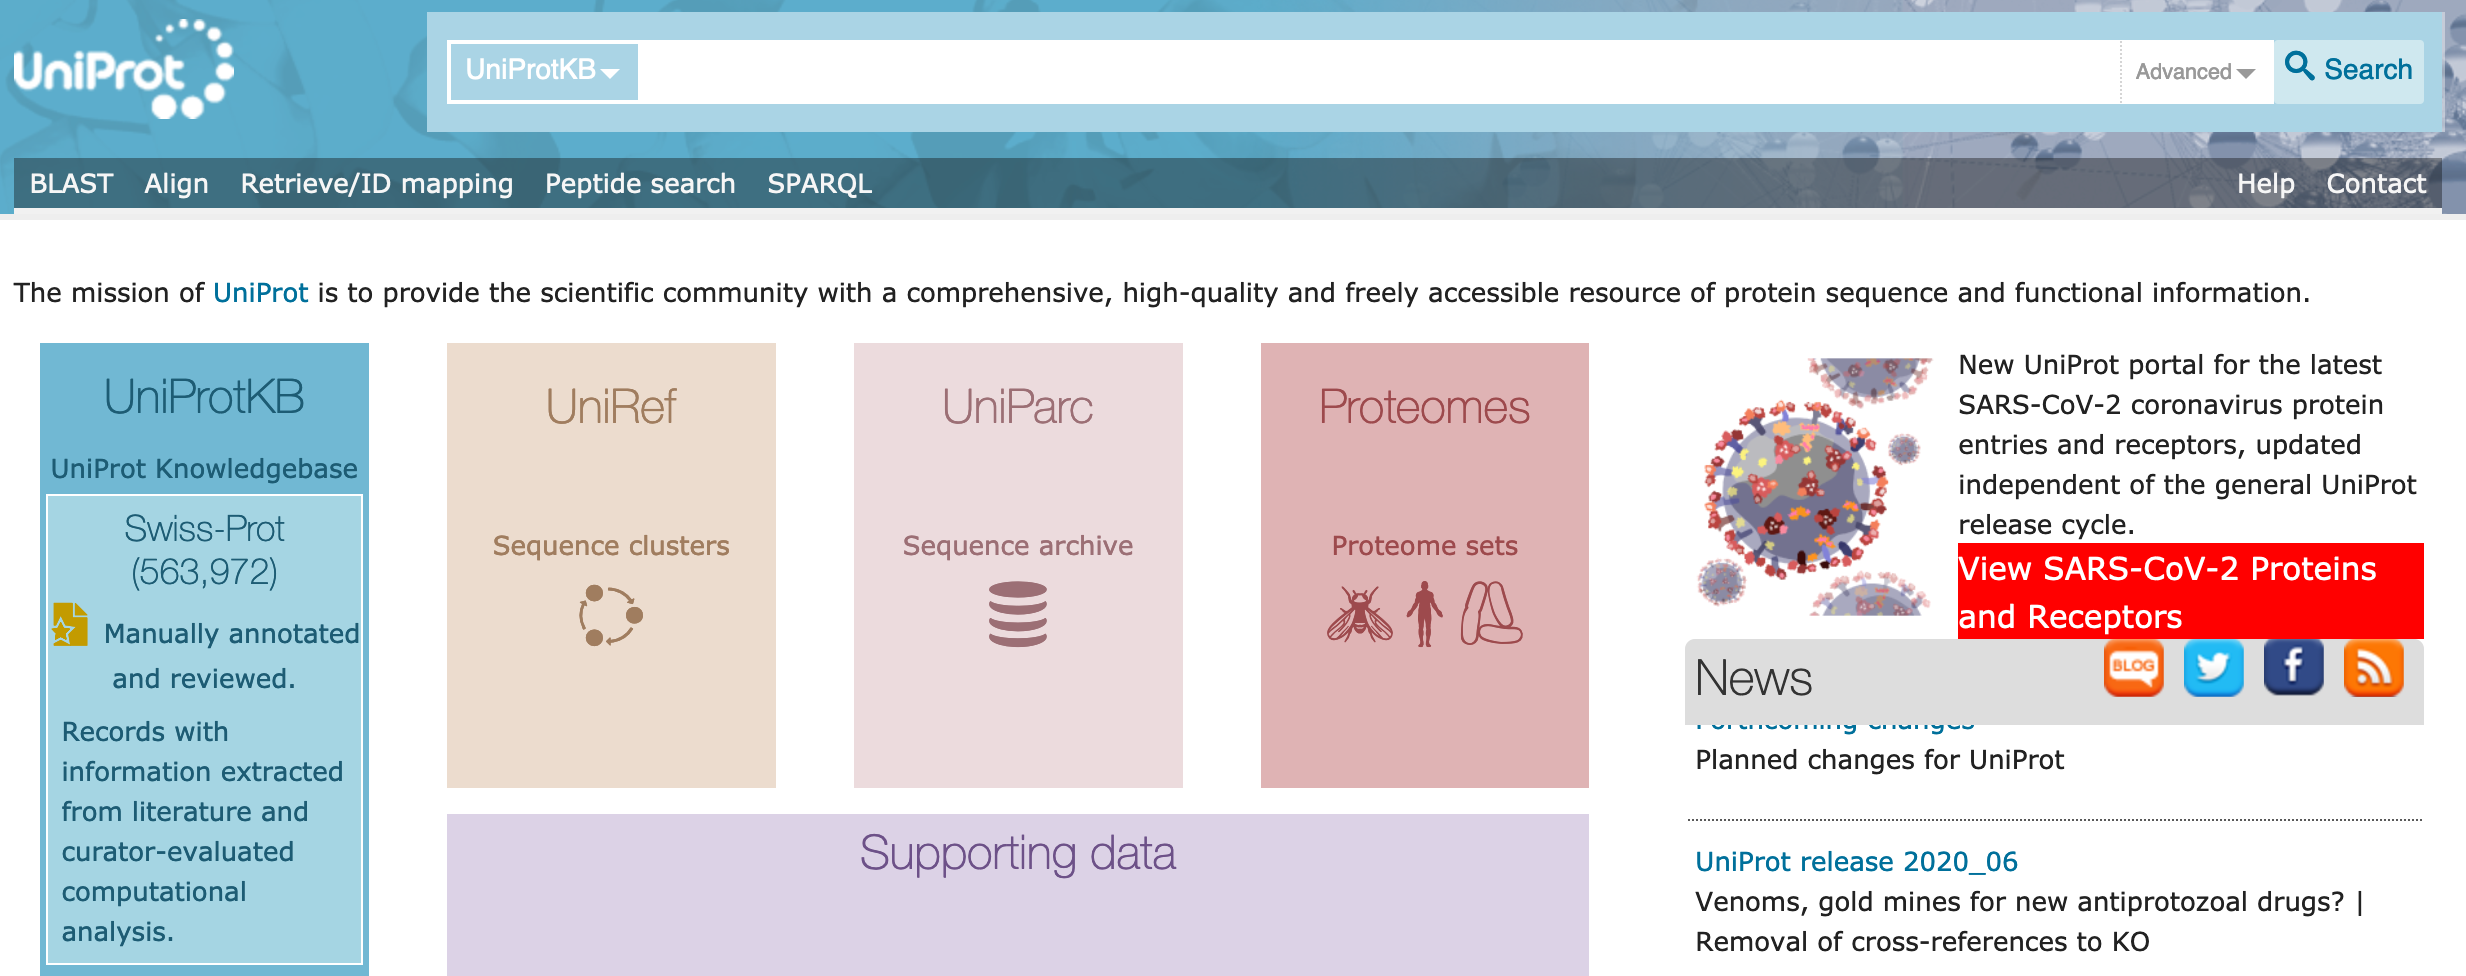 UniProt
UniProtKB
Advanced
Search
BLAST Align Retrieve/ID mapping Peptide search SPARQL
Help Contact
The mission of UniProt is to provide the scientific community with a comprehensive, high-quality and freely accessible resource of protein sequence and functional information.
UniProtKB
UniProt Knowledgebase
Swiss-Prot
(563,972)
Manually annotated
and reviewed.
Records with
information extracted
from literature and
curator-evaluated
computational
analysis.
UniRef
Sequence clusters
UniParc
Sequence archive
Proteomes
Proteome sets
Supporting data
New UniProt portal for the latest
SARS-CoV-2 coronavirus protein
entries and receptors, updated
independent of the general UniProt
release cycle.
View SARS-CoV-2 Proteins
and Receptors
News
BLOG
Forthcoming changes
Planned changes for UniProt
UniProt release 2020_06
Venoms, gold mines for new antiprotozoal drugs? |
Removal of cross-references to KO